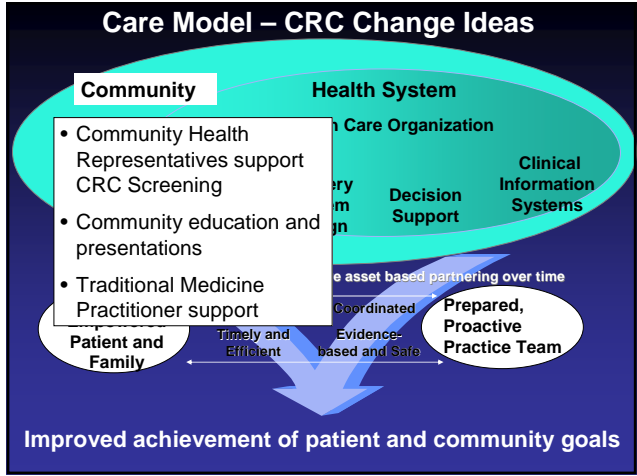 Care Model – CRC Change Ideas
Community
Health System
Care Organization
• Community Health
Representatives support
CRC Screening
• Community education and
presentations
• Traditional Medicine
Practitioner support
Decision
Support
Clinical
Information
Systems
asset based partnering over time
Patient and
Family
Coordinated
Timely and
Efficient
Evidence-
based and Safe
Prepared,
Proactive
Practice Team
Improved achievement of patient and community goals